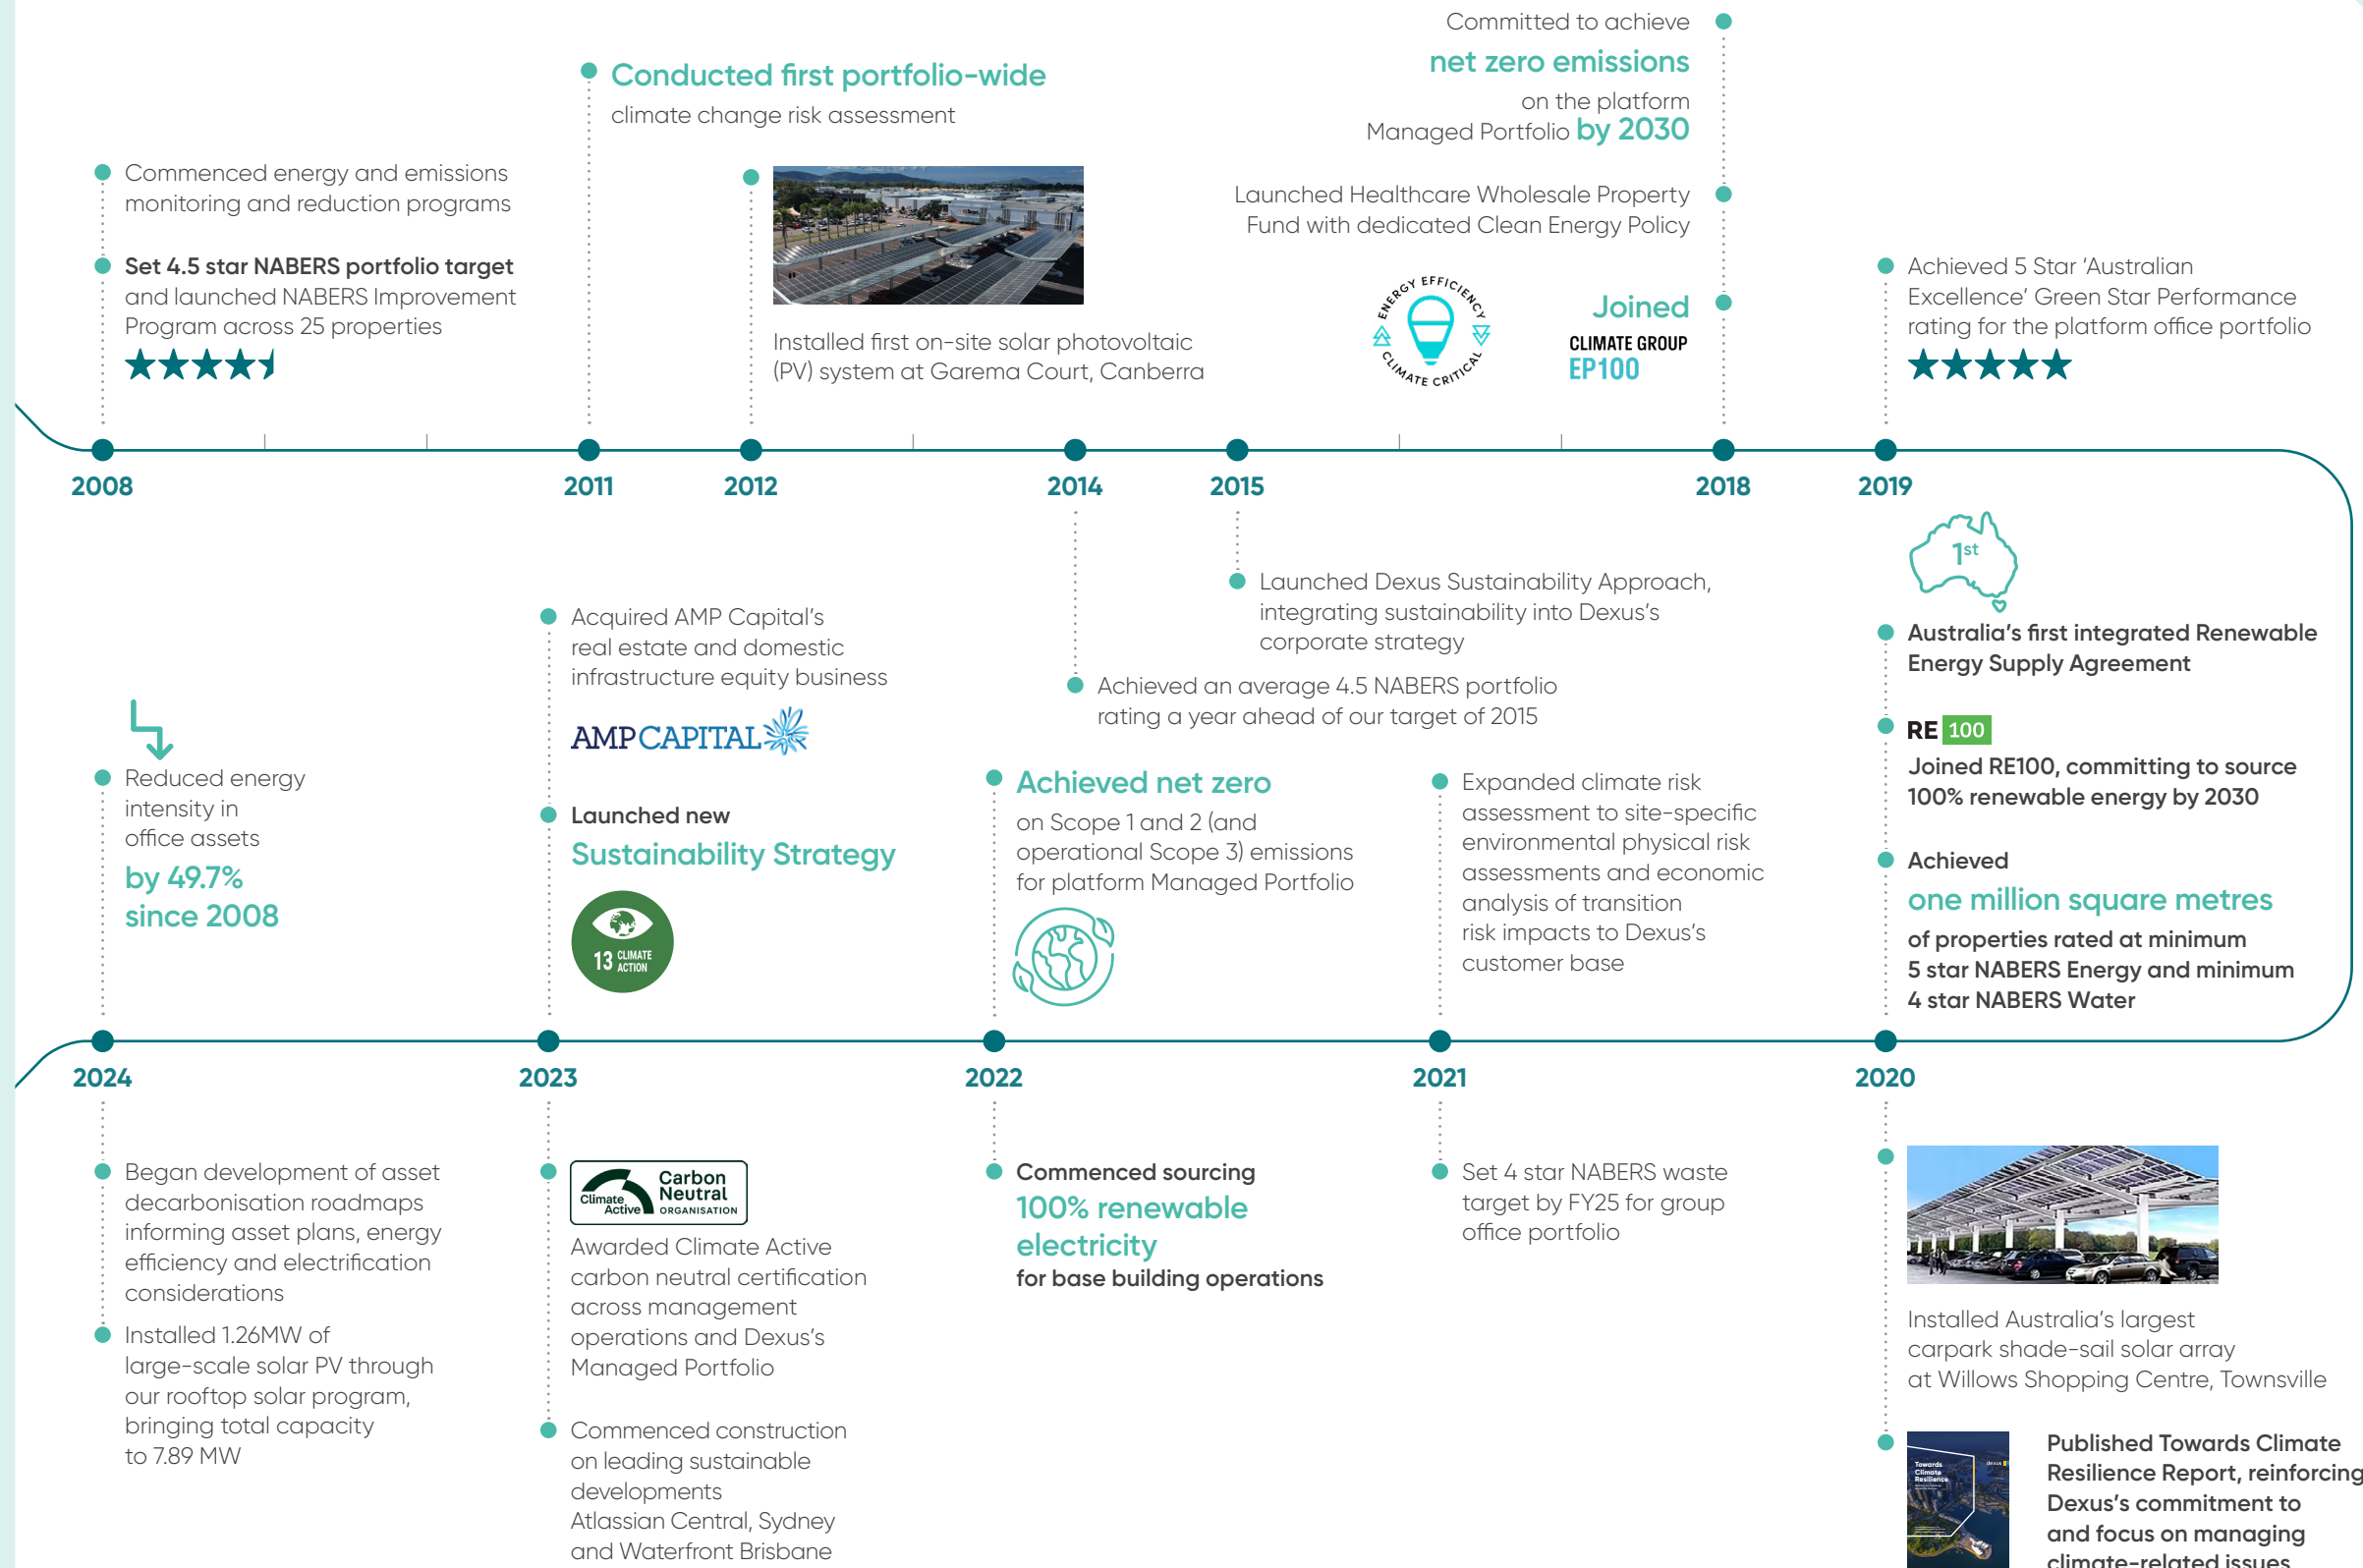 Commenced energy and emissions
monitoring and reduction programs
Set 4.5 star NABERS portfolio target
and launched NABERS Improvement
Program across 25 properties
Conducted first portfolio-wide
climate change risk assessment
Installed first on-site solar photovoltaic
(PV) system at Garema Court, Canberra
Committed to achieve
net zero emissions
on the platform
Managed Portfolio by 2030
Launched Healthcare Wholesale Property
Fund with dedicated Clean Energy Policy
ENERGY EFFICIENCY
CLIMATE CRITICAL
Joined
CLIMATE GROUP
EP100
Achieved 5 Star ‘Australian
Excellence’ Green Star Performance
rating for the platform office portfolio
2008
2011
2012
2014
2015
2018
2019
Achieved an average 4.5 NABERS portfolio
rating a year ahead of our target of 2015
Launched Dexus Sustainability Approach,
integrating sustainability into Dexus’s
corporate strategy
1st
Australia’s first integrated Renewable
Energy Supply Agreement
RE 100
Joined RE100, committing to source
100% renewable energy by 2030
Achieved
one million square metres
of properties rated at minimum
5 star NABERS Energy and minimum
4 star NABERS Water
Expanded climate risk
assessment to site-specific
environmental physical risk
assessments and economic
analysis of transition
risk impacts to Dexus’s
customer base
Achieved net zero
on Scope 1 and 2 (and
operational Scope 3) emissions
for platform Managed Portfolio
Acquired AMP Capital’s
real estate and domestic
infrastructure equity business
AMP CAPITAL
Launched new
Sustainability Strategy
13 CLIMATE
ACTION
Reduced energy
intensity in
office assets
by 49.7%
since 2008
2024
2023
2022
2021
2020
Began development of asset
decarbonisation roadmaps
informing asset plans, energy
efficiency and electrification
considerations
Installed 1.26MW of
large-scale solar PV through
our rooftop solar program,
bringing total capacity
to 7.89 MW
Climate
Active
Carbon
Neutral
ORGANISATION
Awarded Climate Active
carbon neutral certification
across management
operations and Dexus’s
Managed Portfolio
Commenced construction
on leading sustainable
developments
Atlassian Central, Sydney
and Waterfront Brisbane
Commenced sourcing
100% renewable
electricity
for base building operations
Set 4 star NABERS waste
target by FY25 for group
office portfolio
Installed Australia’s largest
carpark shade-sail solar array
at Willows Shopping Centre, Townsville
Towards
Climate
Resilience
dexus
Published Towards Climate
Resilience Report, reinforcing
Dexus’s commitment to
and focus on managing
climate-related issues